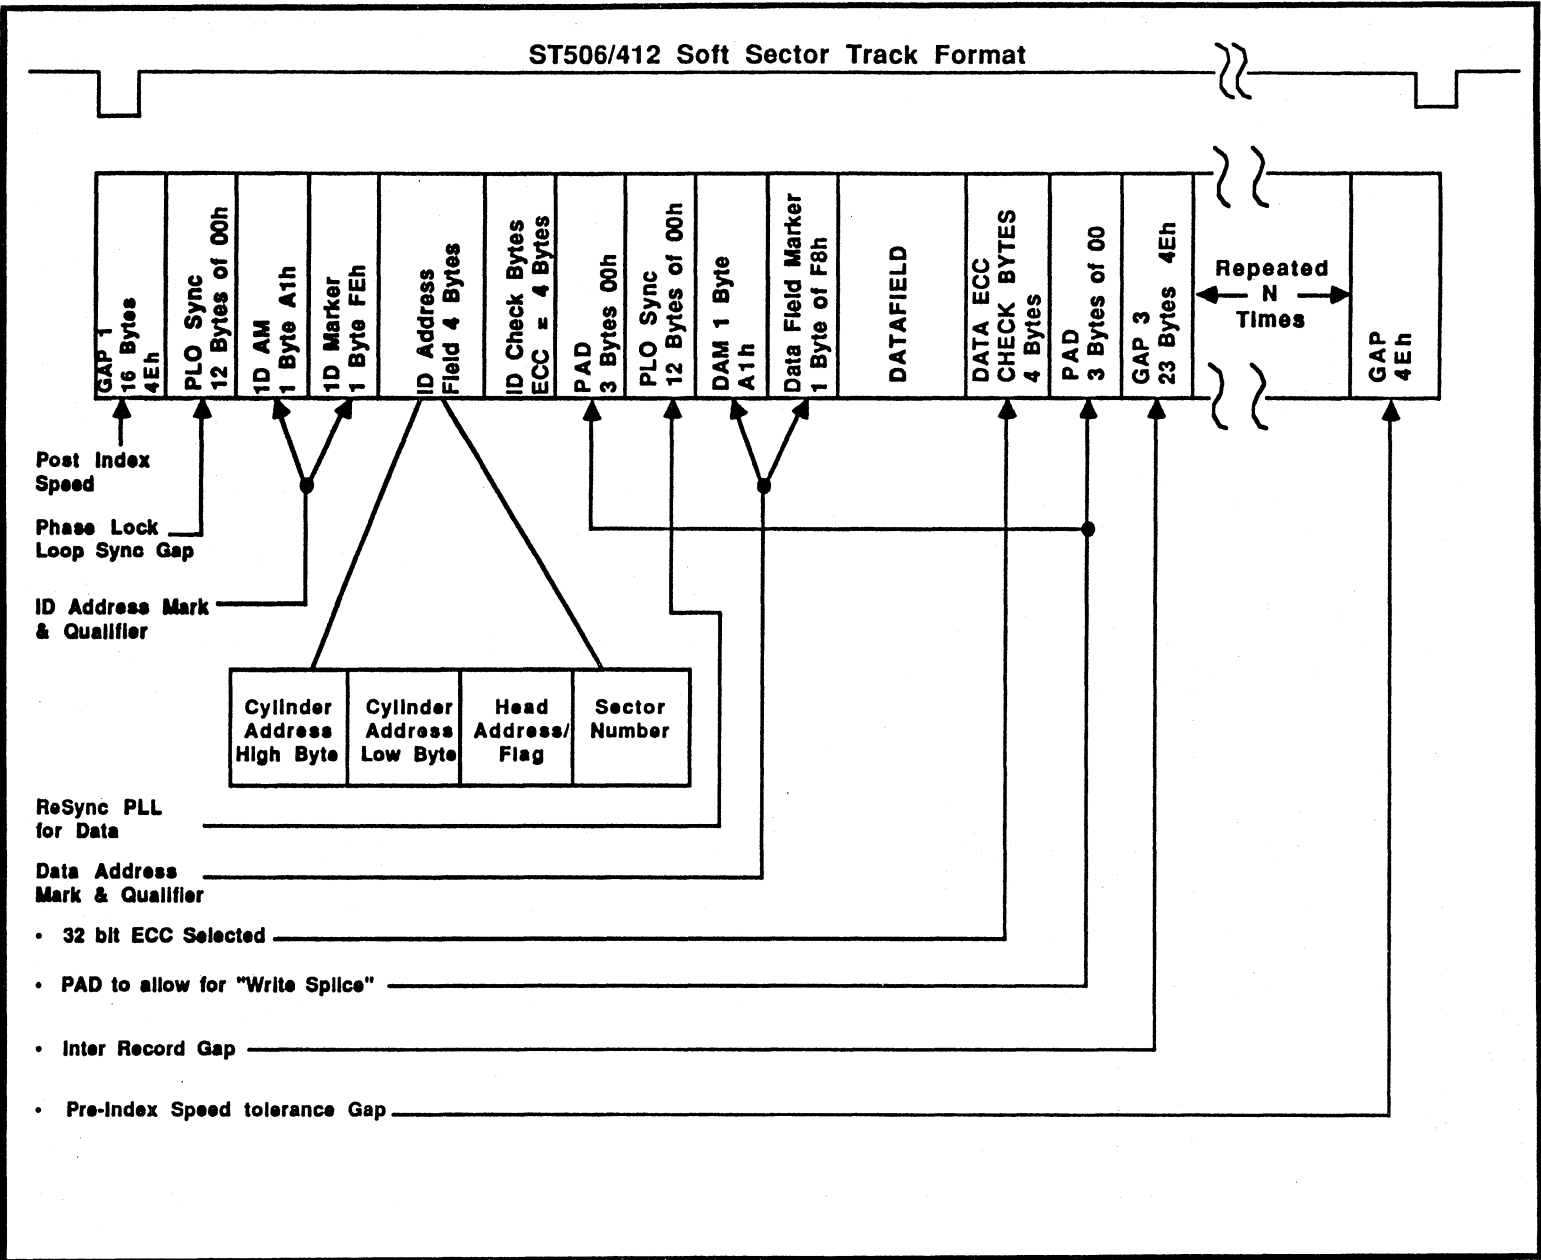 ST506/412 Soft Sector Track Format
GAP 1
16 Bytes
4Eh
PLO Sync
12 Bytes of 00h
1D AM
1 Byte A1h
1D Marker
1 Byte FEh
ID Address
Field 4 Bytes
ID Check Bytes
ECC = 4 Bytes
PAD
3 Bytes 00h
PLO Sync
12 Bytes of 00h
DAM 1 Byte
A1h
Data Field Marker
1 Byte of F8h
DATAFIELD
DATA ECC
CHECK BYTES
4 Bytes
PAD
3 Bytes of 00
GAP 3
23 Bytes 4Eh
Repeated
N
Times
GAP
4Eh
Post Index
Speed
Phase Lock
Loop Sync Gap
ID Address Mark
& Qualifier
Cylinder
Address
High Byte
Cylinder
Address
Low Byte
Head
Address/
Flag
Sector
Number
ReSync PLL
for Data
Data Address
Mark & Qualifier
• 32 bit ECC Selected
• PAD to allow for "Write Splice"
• Inter Record Gap
• Pre-Index Speed tolerance Gap